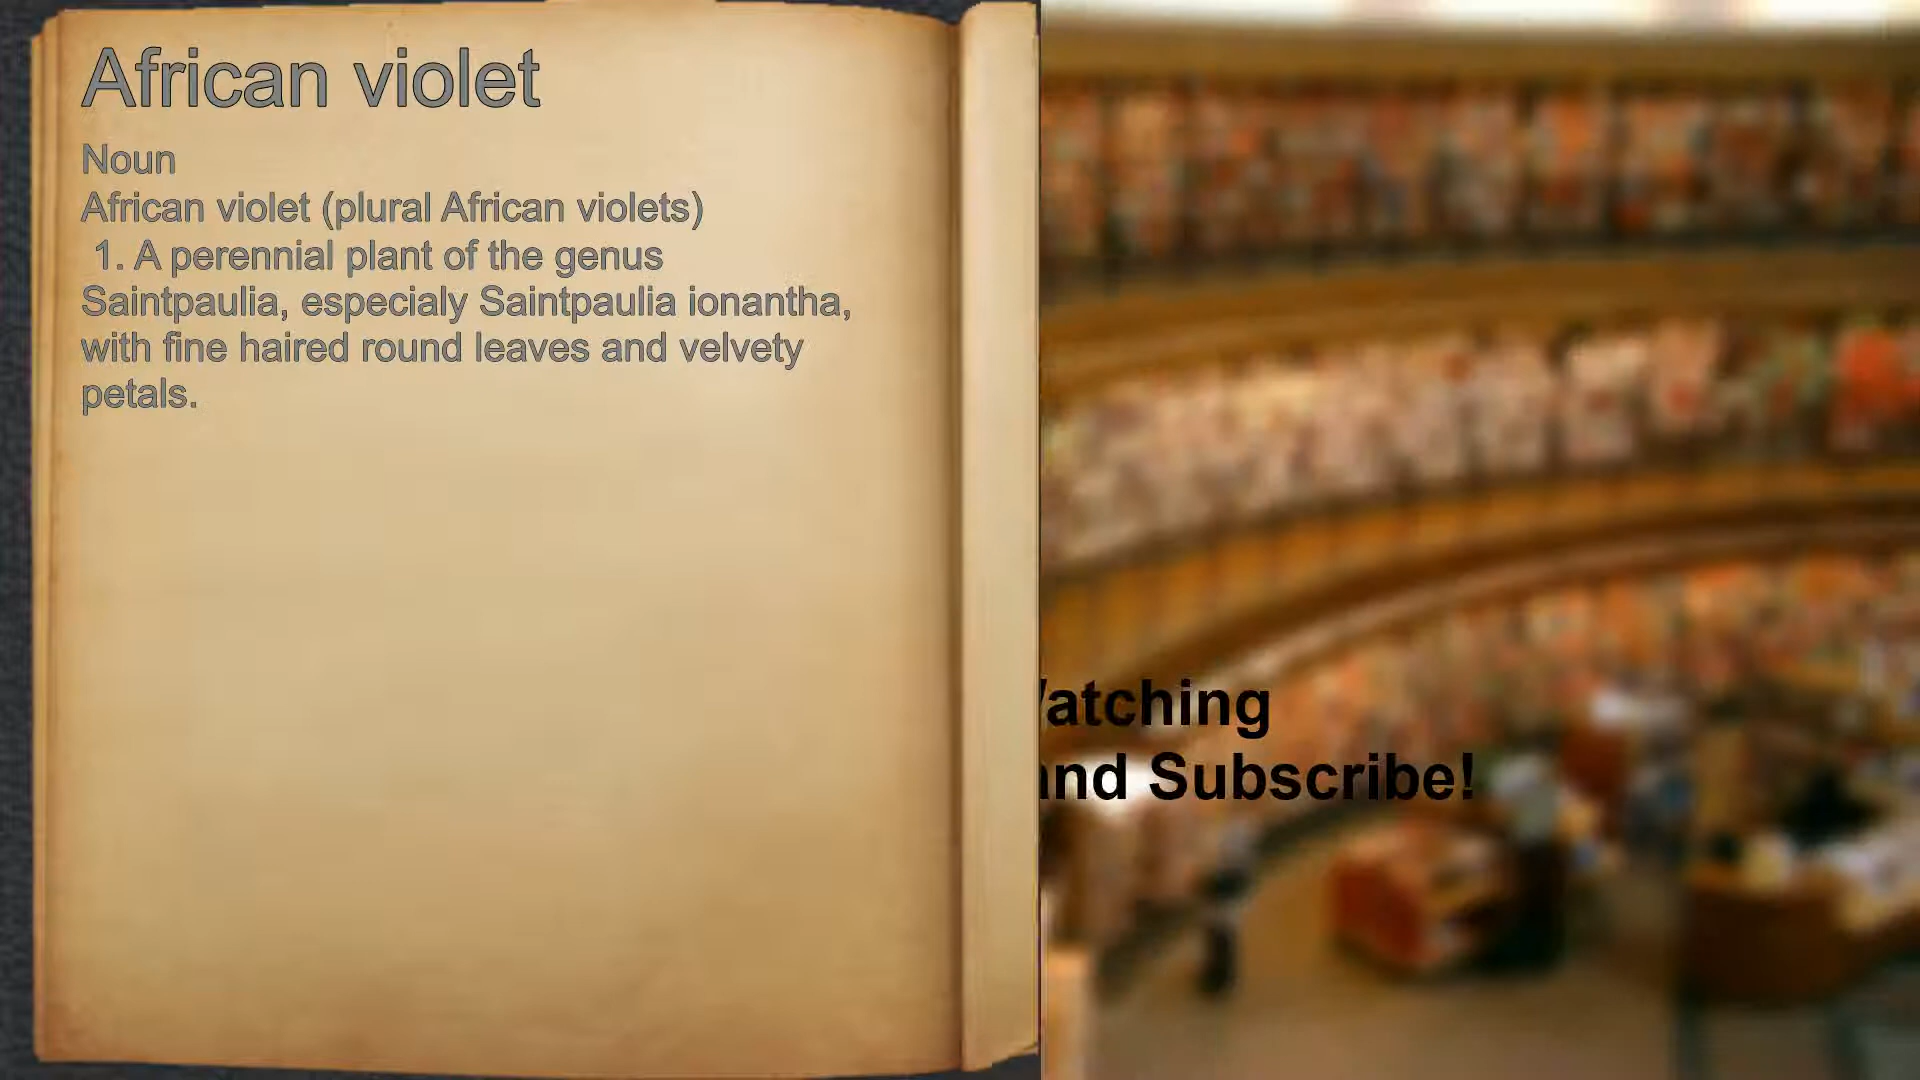 African violet
Noun
African violet (plural African violets)
1. A perennial plant of the genus
Saintpaulia, especialy Saintpaulia ionantha,
with fine haired round leaves and velvety
petals.
atching
nd Subscribe!